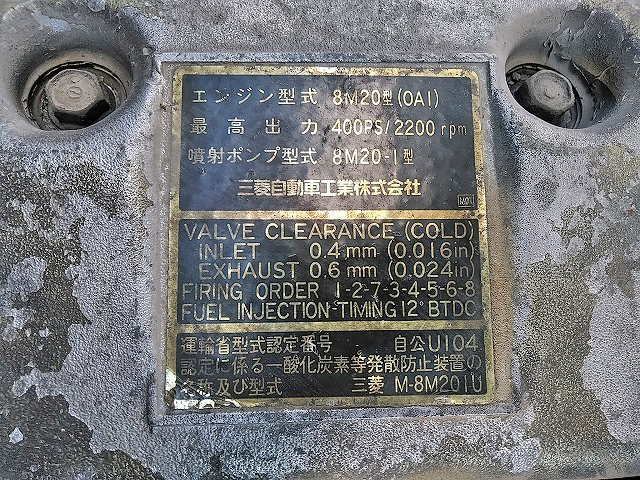 エンジン型式 8M20型(0A1)
最高出力 400PS/2200rpm
噴射ポンプ型式 8M20-1型
三菱自動車工業株式会社
VALVE CLEARANCE (COLD)
INLET 0.4mm (0.016in)
EXHAUST 0.6mm (0.024in)
FIRING ORDER 1-2-7-3-4-5-6-8
FUEL INJECTION-TIMING 12° BTDC
運輸省型式認定番号 自公U104
認定に係る一酸化炭素等発散防止装置の
名称及び型式 三菱 M-8M201U